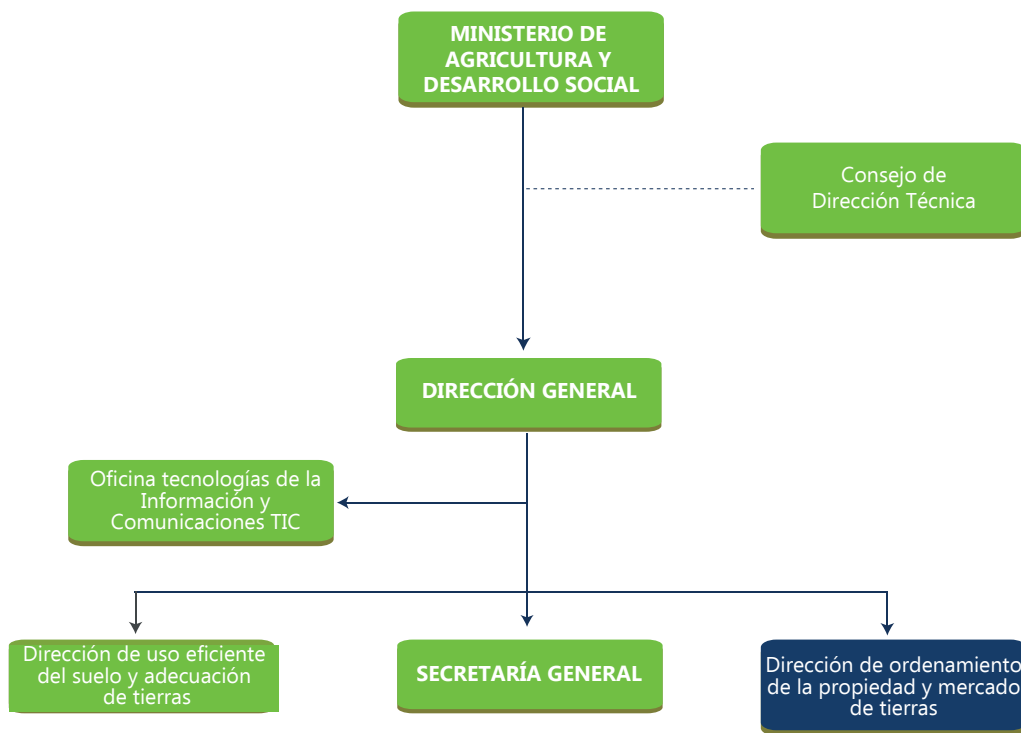 MINISTERIO DE
AGRICULTURA Y
DESARROLLO SOCIAL
Consejo de
Dirección Técnica
DIRECCIÓN GENERAL
Oficina tecnologías de la
Información y
Comunicaciones TIC
Dirección de uso eficiente
del suelo y adecuación
de tierras
SECRETARÍA GENERAL
Dirección de ordenamiento
de la propiedad y mercado
de tierras